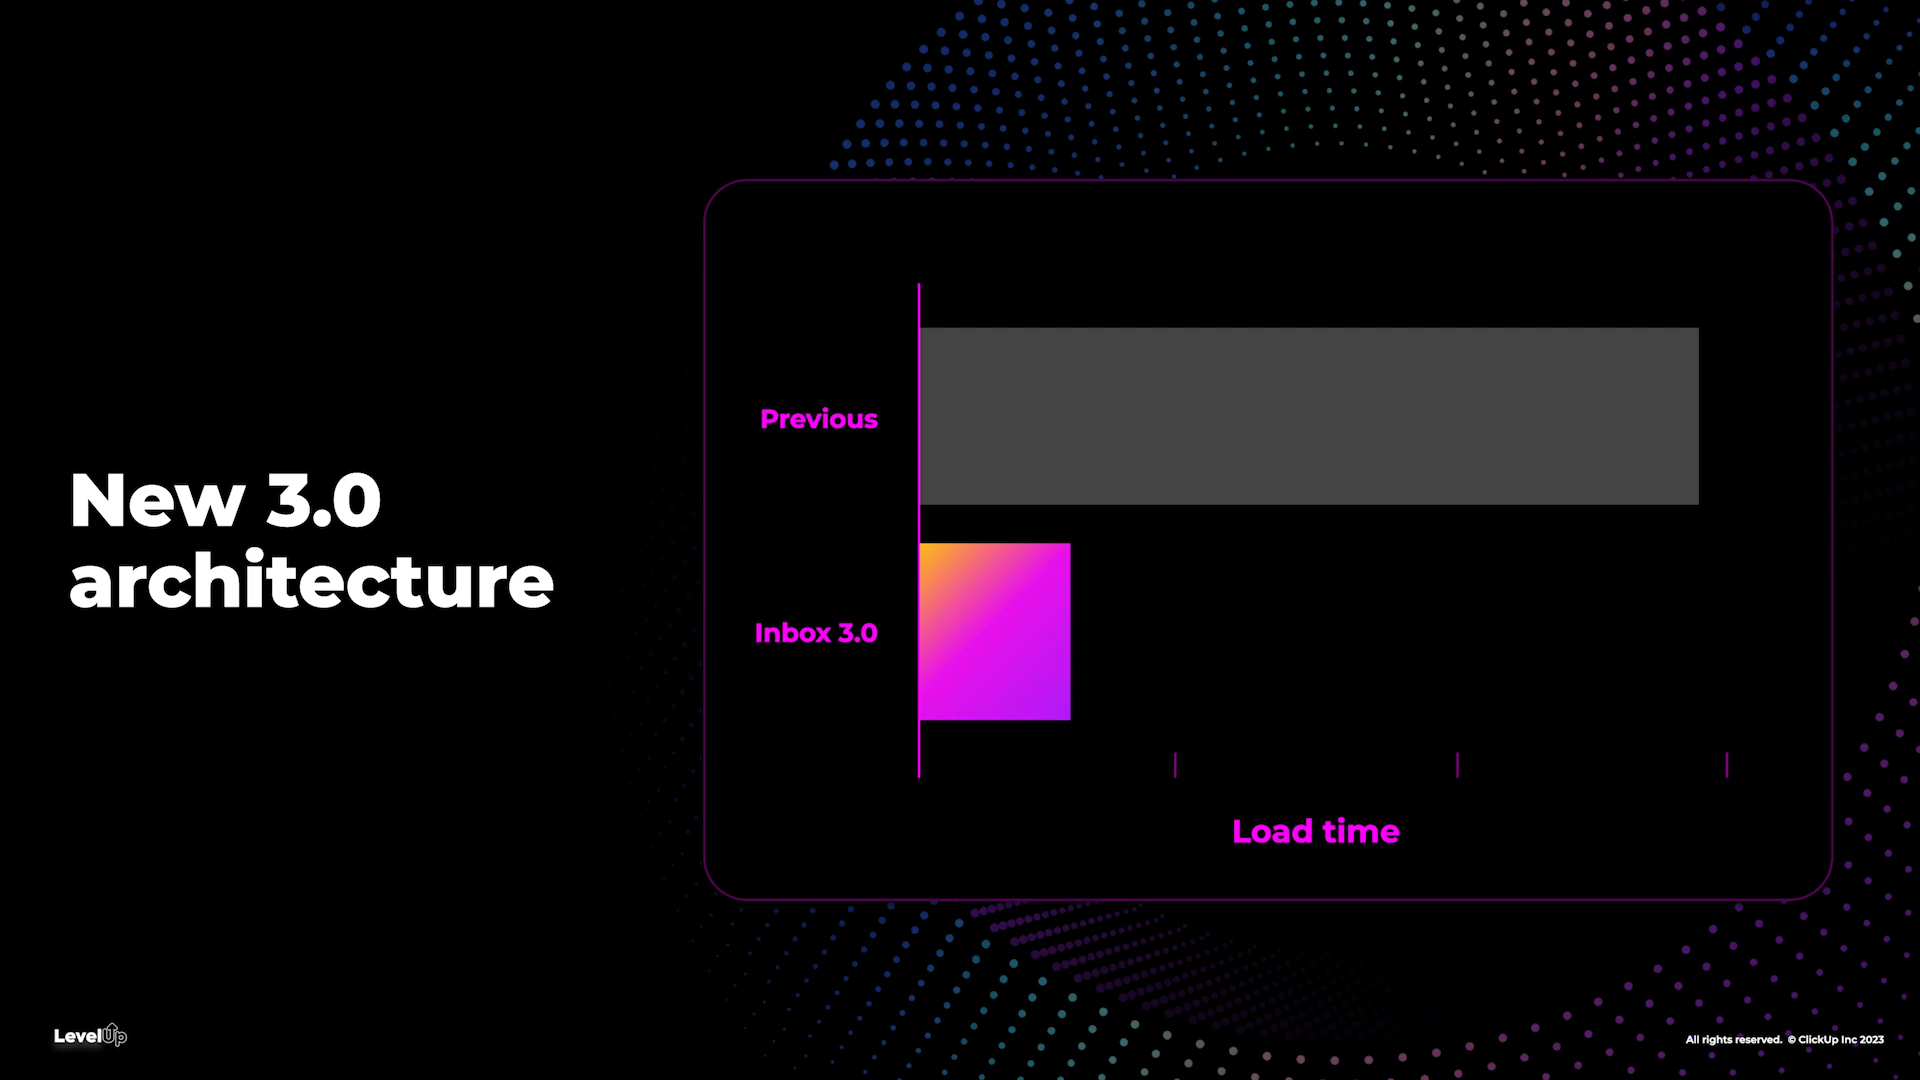 New 3.0
architecture
Previous
Inbox 3.0
Load time
LevelUp
All rights reserved. © ClickUp Inc 2023